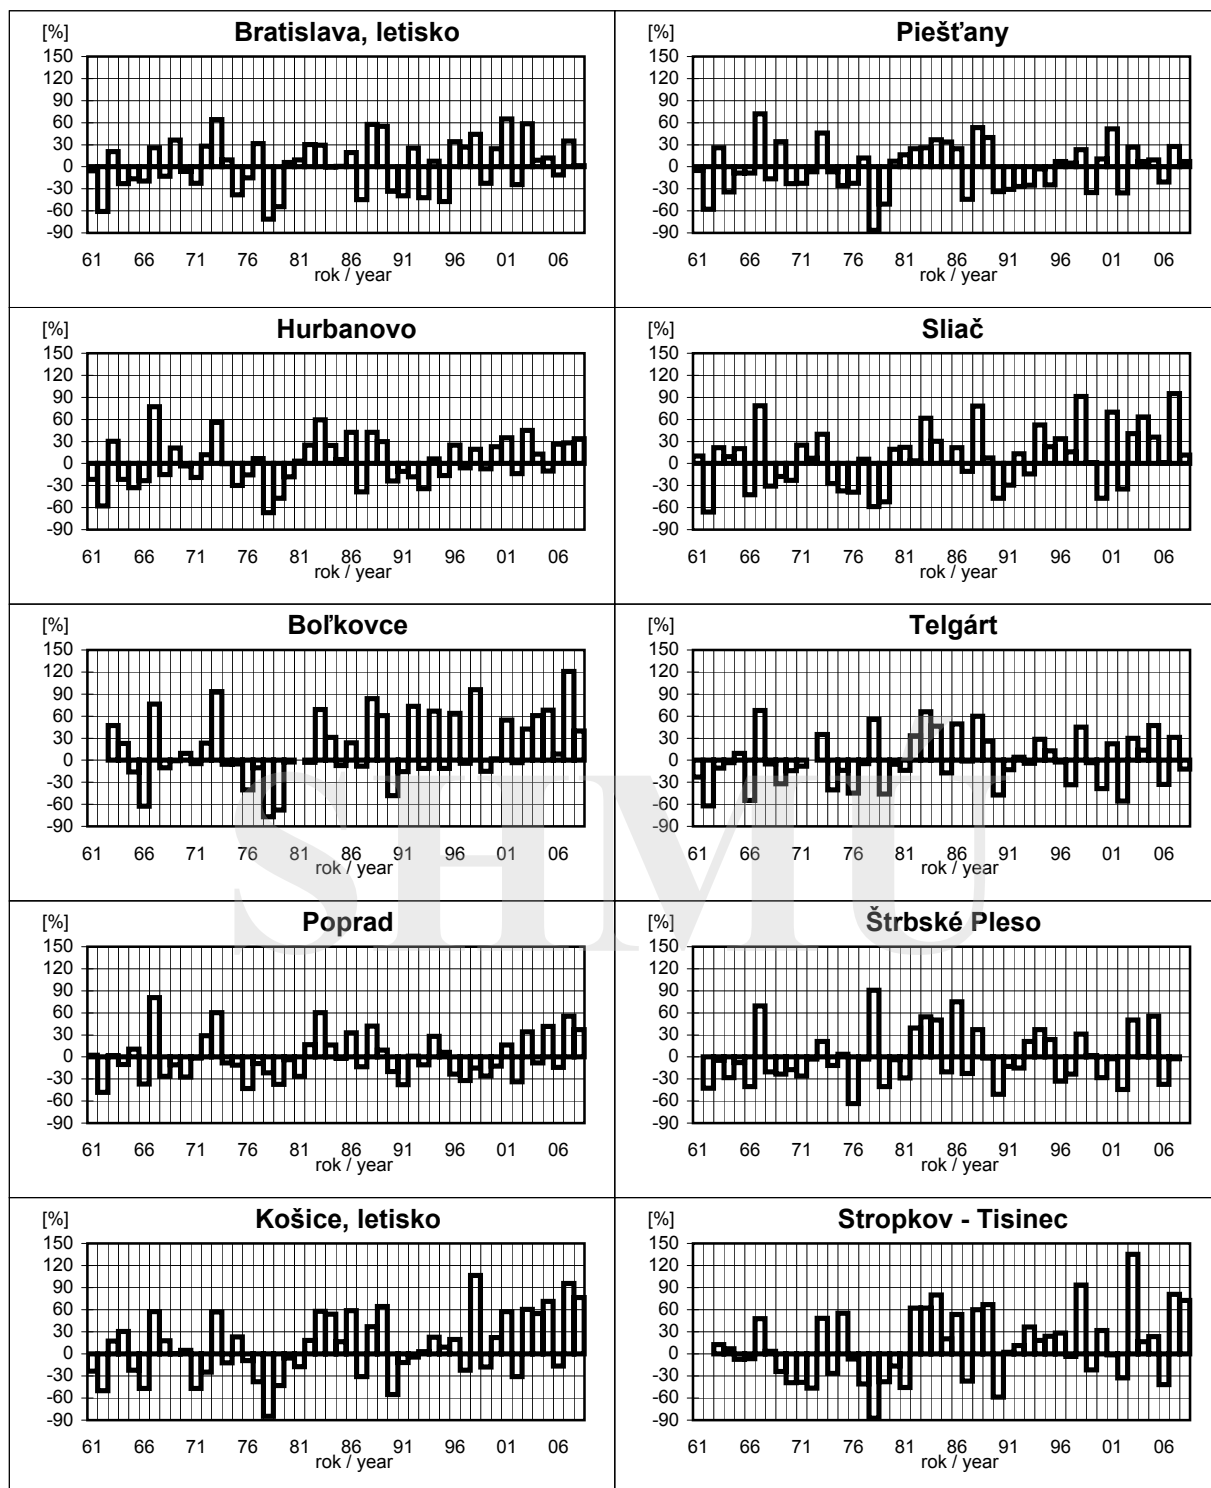 [%] Bratislava, letisko
150
120
90
60
30
0
-30
-60
-90
61 66 71 76 81 86 91 96 01 06
rok / year
[%] Piešťany
150
120
90
60
30
0
-30
-60
-90
61 66 71 76 81 86 91 96 01 06
rok / year
[%] Hurbanovo
150
120
90
60
30
0
-30
-60
-90
61 66 71 76 81 86 91 96 01 06
rok / year
[%] Sliač
150
120
90
60
30
0
-30
-60
-90
61 66 71 76 81 86 91 96 01 06
rok / year
[%] Boľkovce
150
120
90
60
30
0
-30
-60
-90
61 66 71 76 81 86 91 96 01 06
rok / year
[%] Telgárt
150
120
90
60
30
0
-30
-60
-90
61 66 71 76 81 86 91 96 01 06
rok / year
SHMÚ
[%] Poprad
150
120
90
60
30
0
-30
-60
-90
61 66 71 76 81 86 91 96 01 06
rok / year
[%] Štrbské Pleso
150
120
90
60
30
0
-30
-60
-90
61 66 71 76 81 86 91 96 01 06
rok / year
[%] Košice, letisko
150
120
90
60
30
0
-30
-60
-90
61 66 71 76 81 86 91 96 01 06
rok / year
[%] Stropkov - Tisinec
150
120
90
60
30
0
-30
-60
-90
61 66 71 76 81 86 91 96 01 06
rok / year